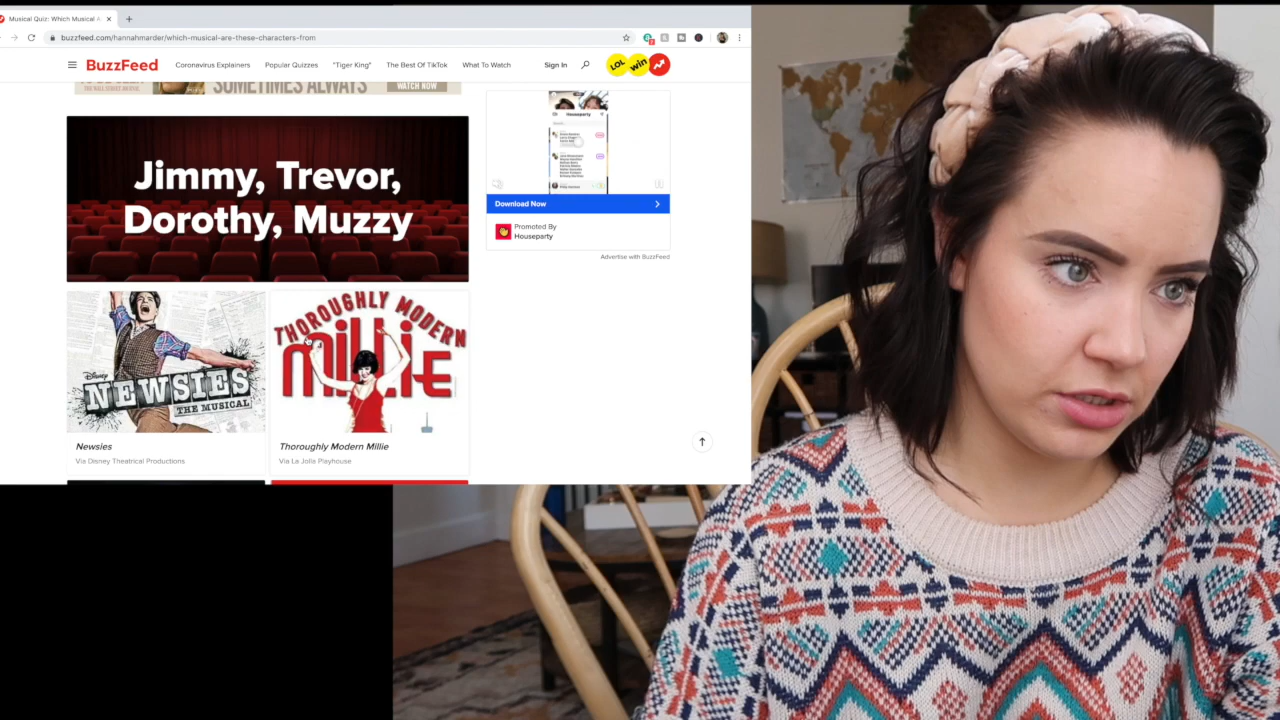 Musical Quiz: Which Musical A
buzzfeed.com/hannahmarder/which-musical-are-these-characters-from
BuzzFeed
Coronavirus Explainers
Popular Quizzes
"Tiger King"
The Best Of TikTok
What To Watch
Sign In
LOL
win
SOMETIMES ALWAYS
WATCH NOW
Houseparty
Download Now
Promoted By
Houseparty
Advertise with BuzzFeed
Jimmy, Trevor,
Dorothy, Muzzy
Disney
NEWSIES
THE MUSICAL
THOROUGHLY MODERN
millie
Newsies
Via Disney Theatrical Productions
Thoroughly Modern Millie
Via La Jolla Playhouse